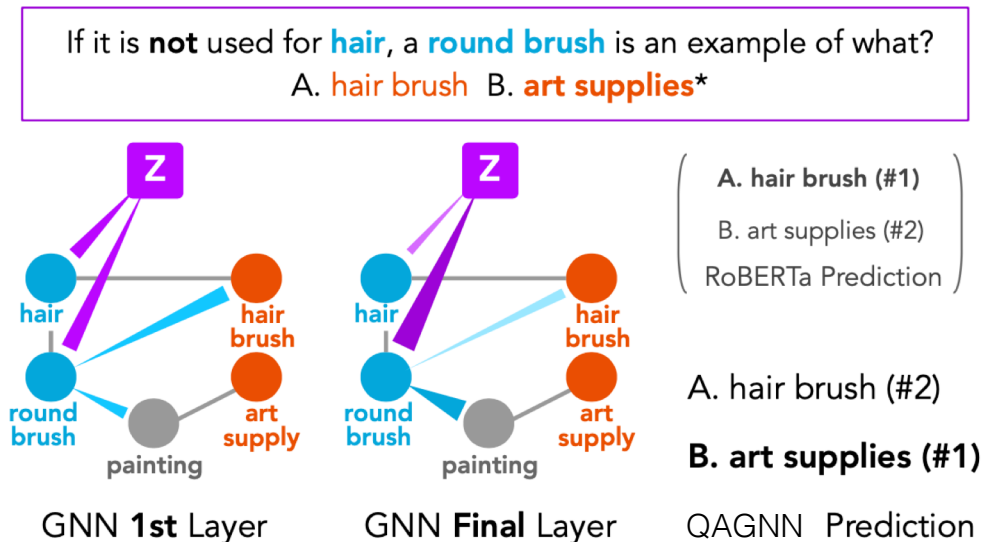 If it is not used for hair, a round brush is an example of what?
A. hair brush B. art supplies*
Z
hair
hair
brush
round
brush
painting
art
supply
GNN 1st Layer
Z
hair
hair
brush
round
brush
painting
art
supply
GNN Final Layer
A. hair brush (#1)
B. art supplies (#2)
RoBERTa Prediction
A. hair brush (#2)
B. art supplies (#1)
QAGNN Prediction